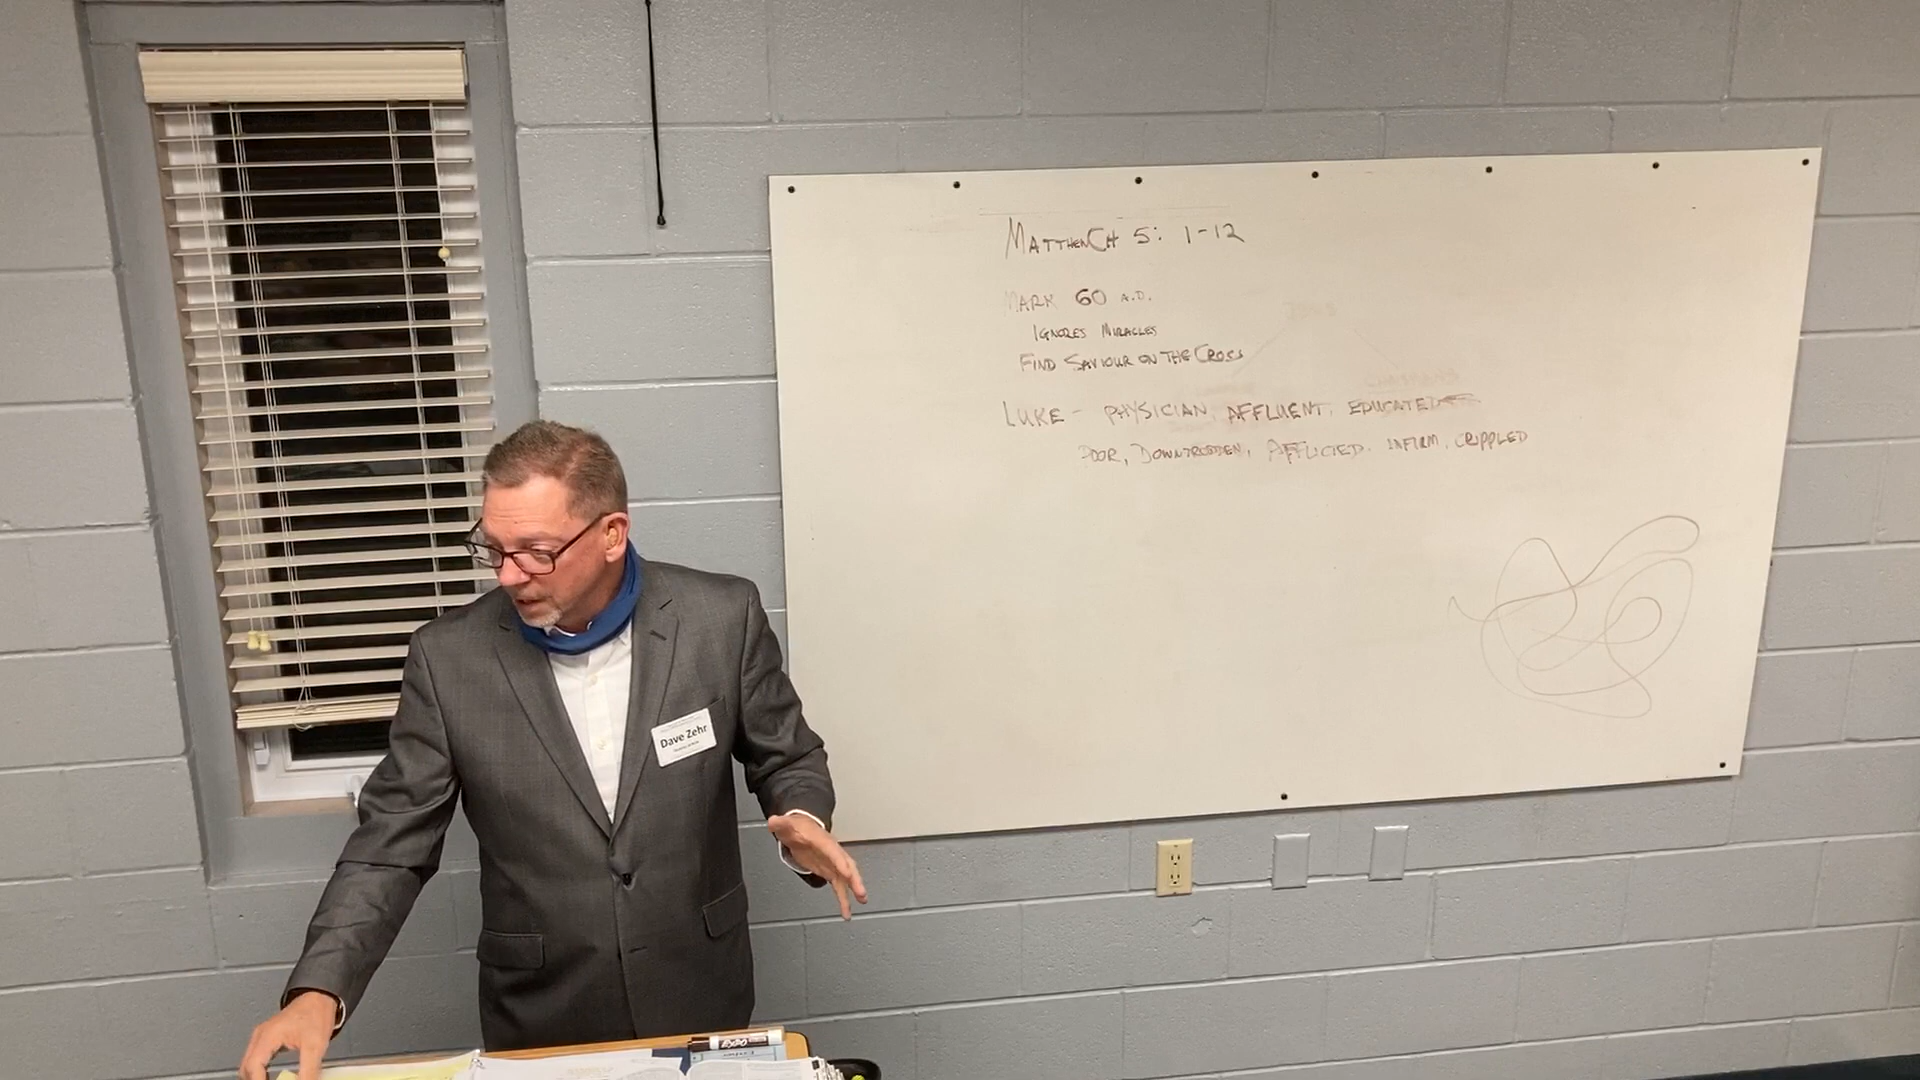 MATTHEW CH 5: 1-12
MARK 60 A.D.
IGNORES MIRACLES
FIND SAVIOUR ON THE CROSS
LUKE - PHYSICIAN, AFFLUENT, EDUCATED
POOR, DOWNTRODDEN, AFFLICTED, INFIRM, CRIPPLED
Dave Zehr
EXPO